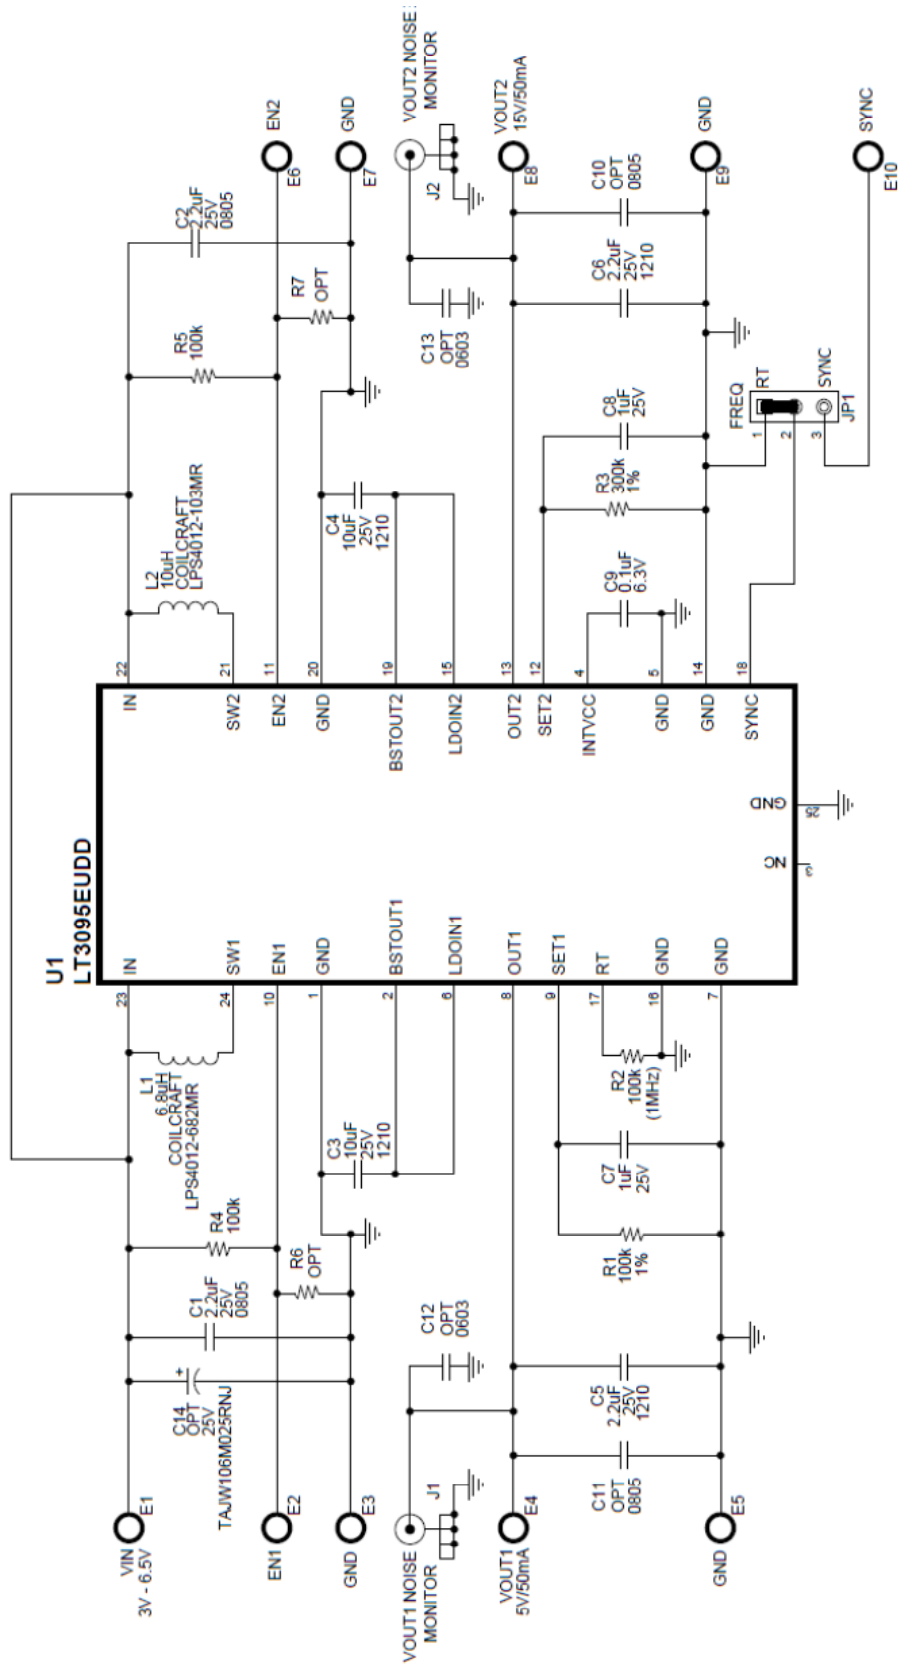 U1
LT3095EUDD
VIN
3V - 6.5V
E1
C14
OPT
25V
TAJW106M025RNJ
+
C1
2.2uF
25V
0805
R4
100k
L1
6.8uH
COILCRAFT
LPS4012-682MR
EN1
E2
R6
OPT
GND
E3
C3
10uF
25V
1210
VOUT1 NOISE
MONITOR
J1
C12
OPT
0603
VOUT1
5V/50mA
E4
C11
OPT
0805
C5
2.2uF
25V
1210
R1
100k
1%
C7
1uF
25V
R2
100k
(1MHz)
GND
E5
23
IN
24
SW1
10
EN1
1
GND
2
BSTOUT1
6
LDOIN1
8
OUT1
9
SET1
17
RT
16
GND
7
GND
NC
3
GND
25
IN
22
SW2
21
EN2
11
GND
20
BSTOUT2
19
LDOIN2
15
OUT2
13
SET2
12
INTVCC
4
GND
5
GND
14
SYNC
18
L2
10uH
COILCRAFT
LPS4012-103MR
R5
100k
C2
2.2uF
25V
0805
EN2
E6
R7
OPT
GND
E7
C4
10uF
25V
1210
VOUT2 NOISE
MONITOR
J2
C13
OPT
0603
VOUT2
15V/50mA
E8
C9
0.1uF
6.3V
R3
300k
1%
C8
1uF
25V
C6
2.2uF
25V
1210
C10
OPT
0805
GND
E9
FREQ
RT
1
2
3
SYNC
JP1
SYNC
E10